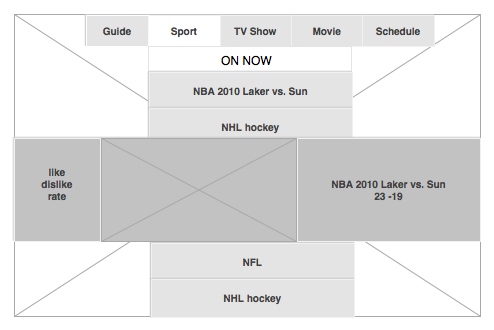 Guide Sport TV Show Movie Schedule
ON NOW
NBA 2010 Laker vs. Sun
NHL hockey
like
dislike
rate
NBA 2010 Laker vs. Sun
23 -19
NFL
NHL hockey